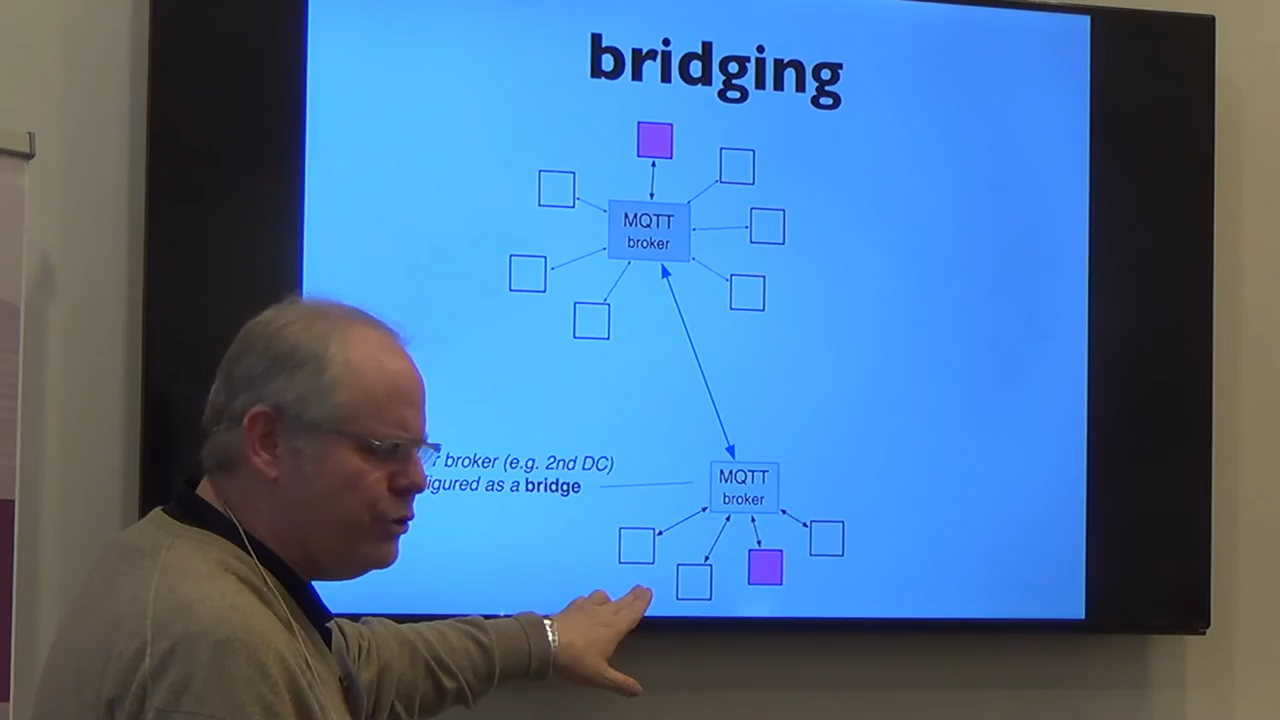 bridging
MQTT
broker
broker (e.g. 2nd DC)
igured as a bridge
MQTT
broker